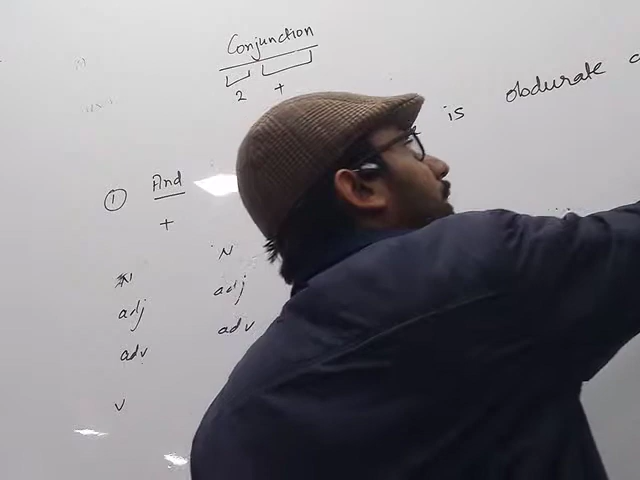 Conjunction
2 +
is obdurate
① And
+
N N
adj adj
adv adv
v